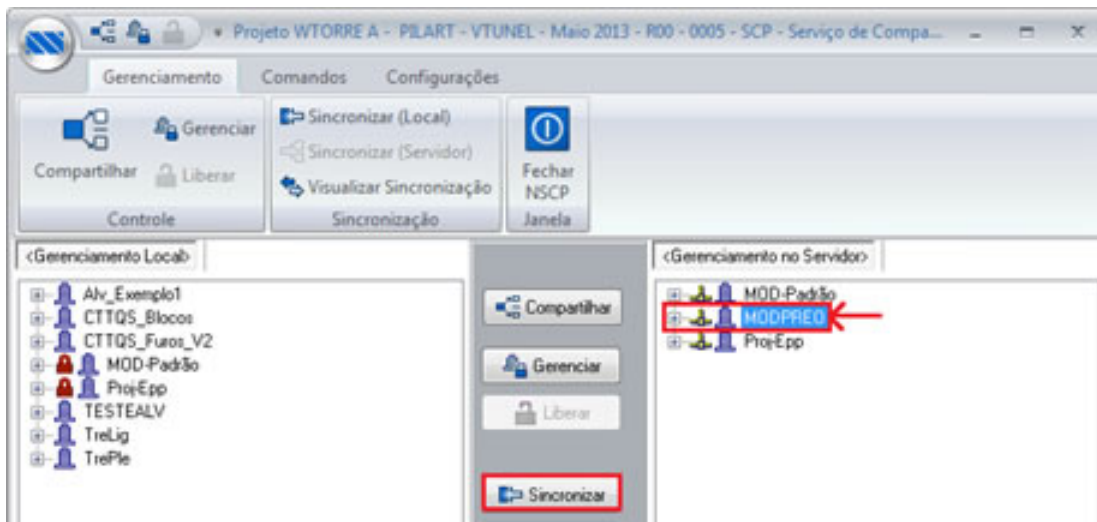 Projeto WTORRE A - PILART - VTUNEL - Maio 2013 - R00 - 0005 - SCP - Serviço de Compa...
Gerenciamento Comandos Configurações
Compartilhar
Gerenciar
Liberar
Controle
Sincronizar (Local)
Sincronizar (Servidor)
Visualizar Sincronização
Sincronização
Fechar
NSCP
Janela
<Gerenciamento Local>
Alv_Exemplo1
CTTQS_Blocos
CTTQS_Furos_V2
MOD-Padrão
Proj-Epp
TESTEALV
TreLig
TrePle
Compartilhar
Gerenciar
Liberar
Sincronizar
<Gerenciamento no Servidor>
MOD-Padrão
MODPREO
Proj-Epp